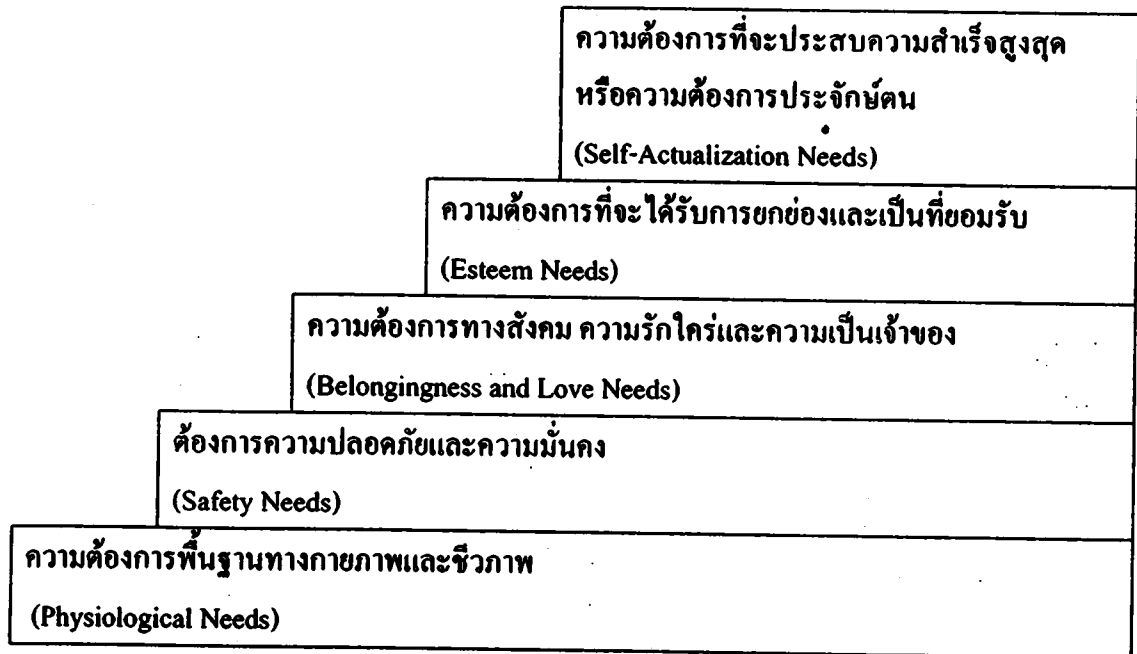 ความต้องการที่จะประสบความสำเร็จสูงสุด
หรือความต้องการประจักษ์ตน
(Self-Actualization Needs)
ความต้องการที่จะได้รับการยกย่องและเป็นที่ยอมรับ
(Esteem Needs)
ความต้องการทางสังคม ความรักใคร่และความเป็นเจ้าของ
(Belongingness and Love Needs)
ต้องการความปลอดภัยและความมั่นคง
(Safety Needs)
ความต้องการพื้นฐานทางกายภาพและชีวภาพ
(Physiological Needs)